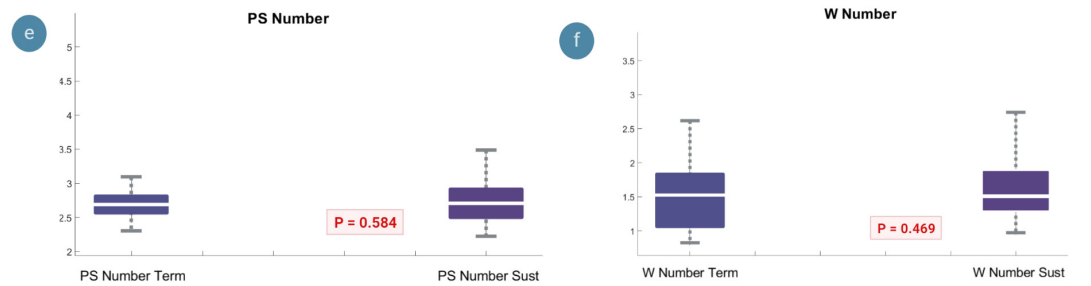 e
PS Number
5
4.5
4
3.5
3
2.5
2
P = 0.584
PS Number Term
PS Number Sust
f
W Number
3.5
3
2.5
2
1.5
1
P = 0.469
W Number Term
W Number Sust